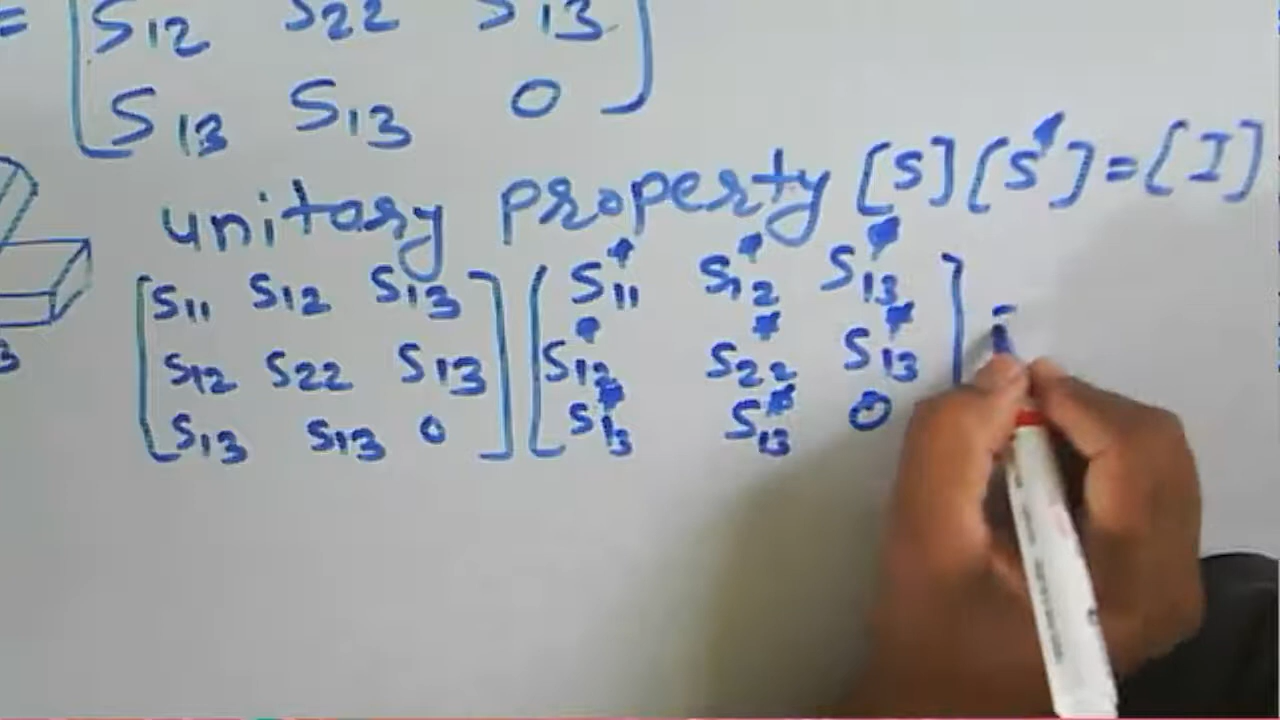 = [S12 S22 S13
S13 S13 0]
unitary property [S][S*]=[I]
[S11 S12 S13] [S11* S12* S13*] =
[S12 S22 S13] [S12* S22* S13*]
[S13 S13 0] [S13* S13* 0
3